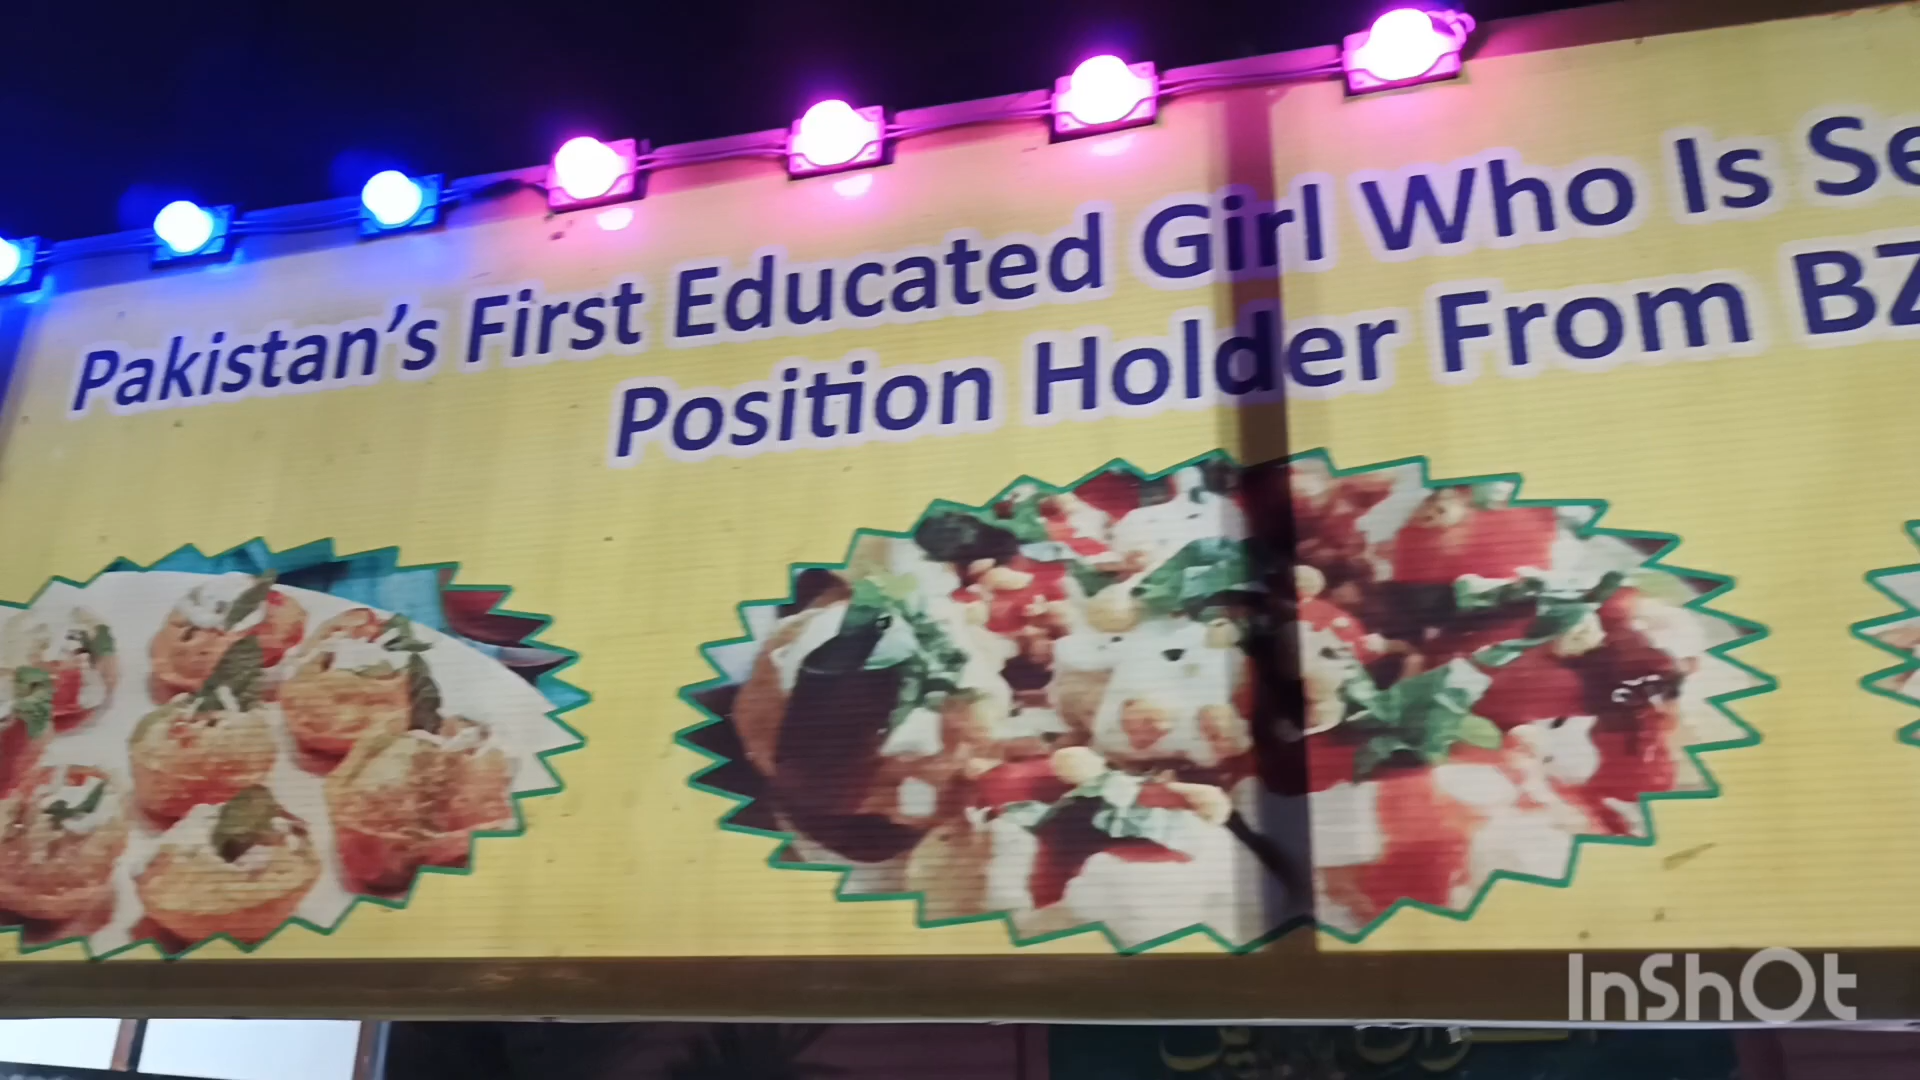 Pakistan's First Educated Girl Who Is Se
Position Holder From BZ
InShOt